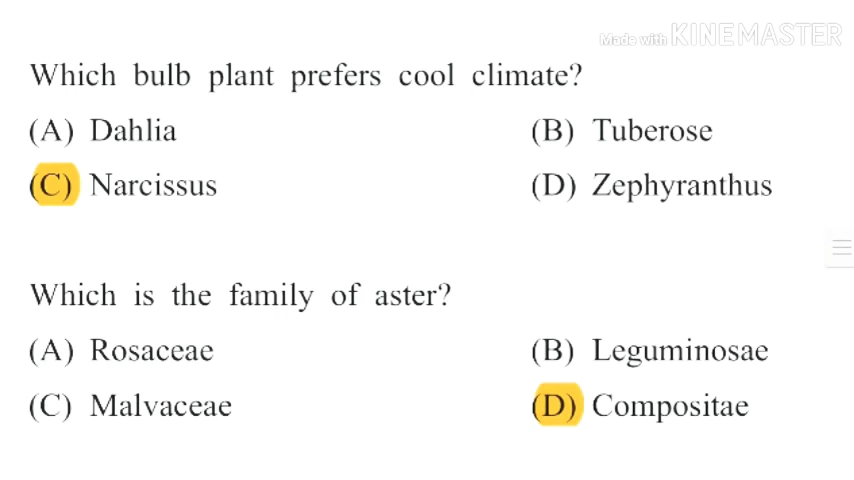 Made with KINEMASTER
Which bulb plant prefers cool climate?
(A) Dahlia (B) Tuberose
(C) Narcissus (D) Zephyranthus
Which is the family of aster?
(A) Rosaceae (B) Leguminosae
(C) Malvaceae (D) Compositae